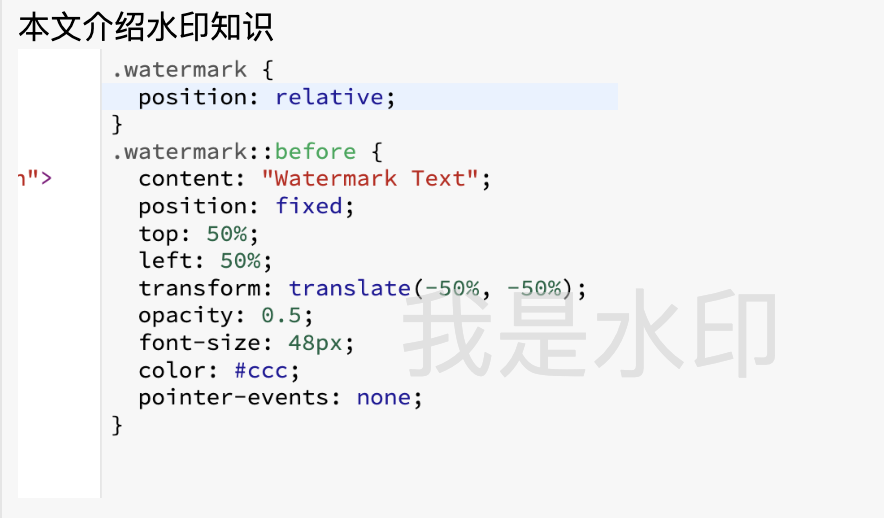 本文介绍水印知识
.watermark {
position: relative;
}
.watermark::before {
n">
content: "Watermark Text";
position: fixed;
top: 50%;
left: 50%;
transform: translate(-50%, -50%);
opacity: 0.5;
font-size: 48px;
color: #ccc;
pointer-events: none;
}
我是水印